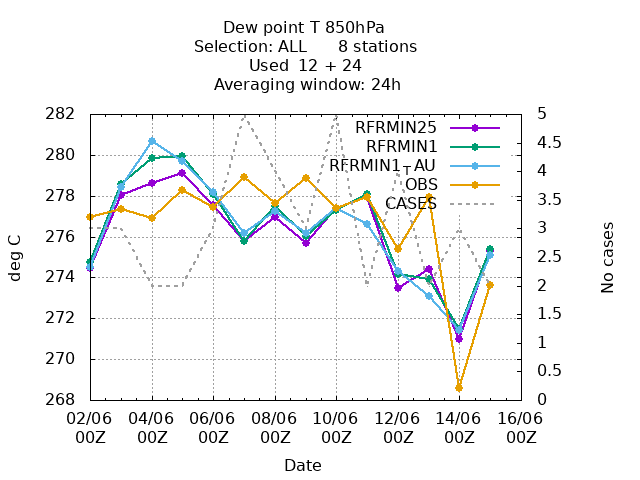 Dew point T 850hPa
Selection: ALL 8 stations
Used 12 + 24
Averaging window: 24h
282
280
278
276
274
272
270
268
deg C
RFRMIN25
RFRMIN1
RFRMIN1-AU
OBS
CASES
5
4.5
4
3.5
3
2.5
2
1.5
1
0.5
0
No cases
02/06 04/06 06/06 08/06 10/06 12/06 14/06 16/06
00Z 00Z 00Z 00Z 00Z 00Z 00Z 00Z
Date